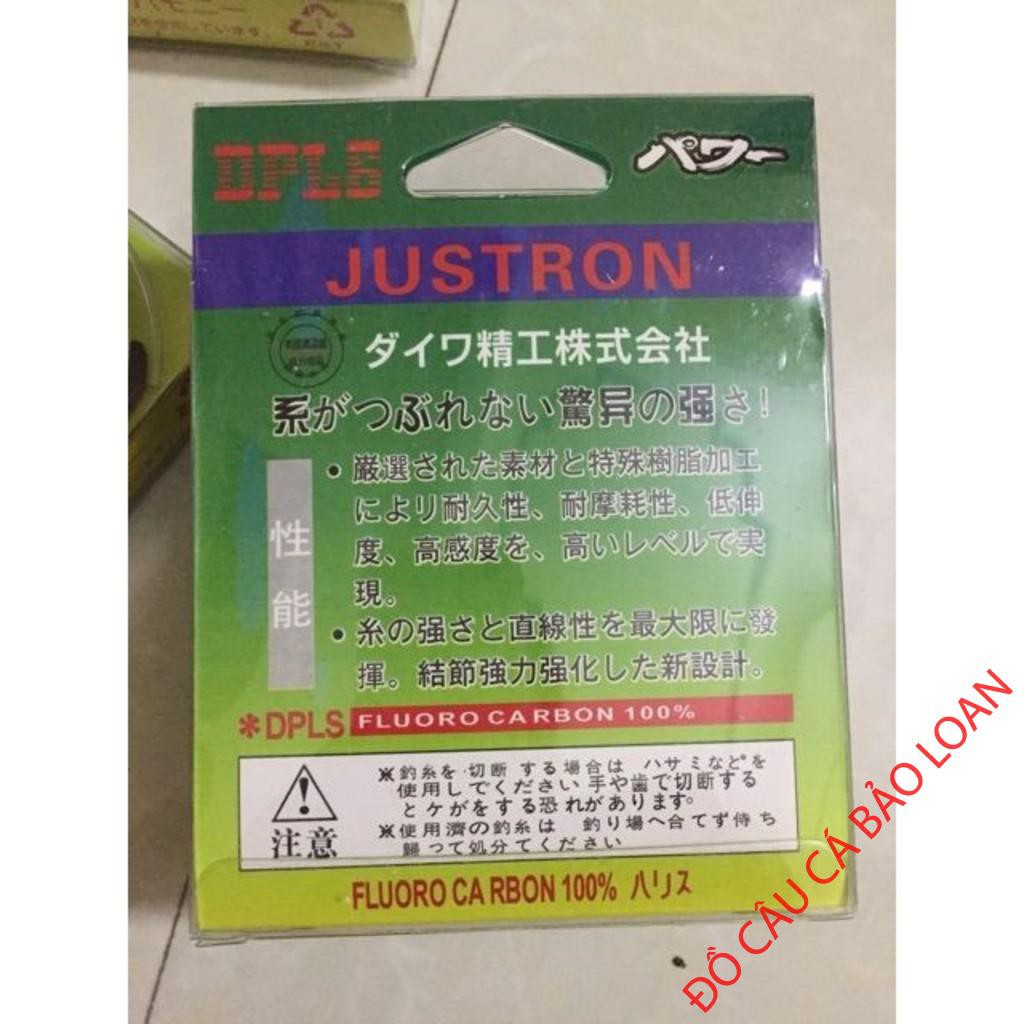 DPLS
パワー
JUSTRON
ダイワ精工株式会社
系がつぶれない驚异の强さ!
性能
• 厳選された素材と特殊樹脂加工
により耐久性、耐摩耗性、低伸
度、高感度を、高いレベルで実
現。
• 糸の强さと直線性を最大限に發
揮。結節強力强化した新設計。
*DPLS FLUORO CARBON 100%
注意
※釣糸を切断 する場合は ハサミなどを
使用しでください手や歯で切断する
とケがをする恐れがあります。
※使用濟の釣糸は 釣り場へ合てず待ち
歸って処分てください
FLUORO CARBON 100% ハリス
ĐỒ CÂU CÁ BẢO LOAN